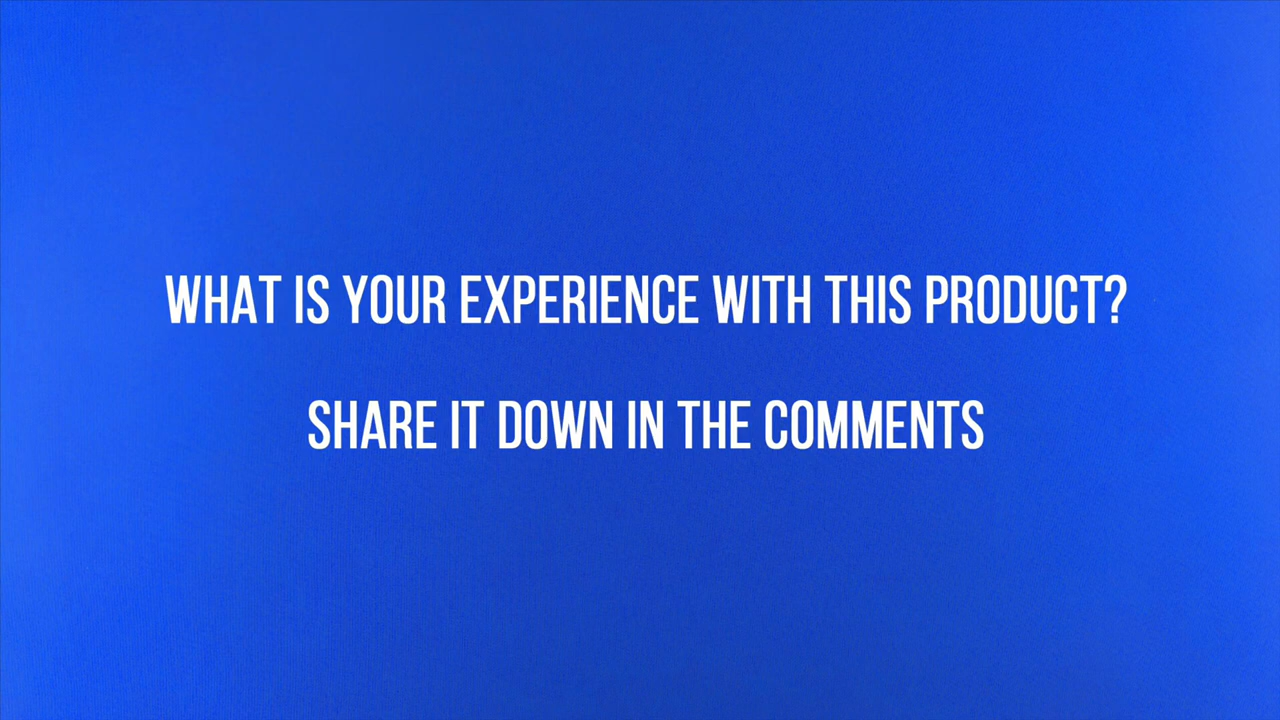 WHAT IS YOUR EXPERIENCE WITH THIS PRODUCT?
SHARE IT DOWN IN THE COMMENTS